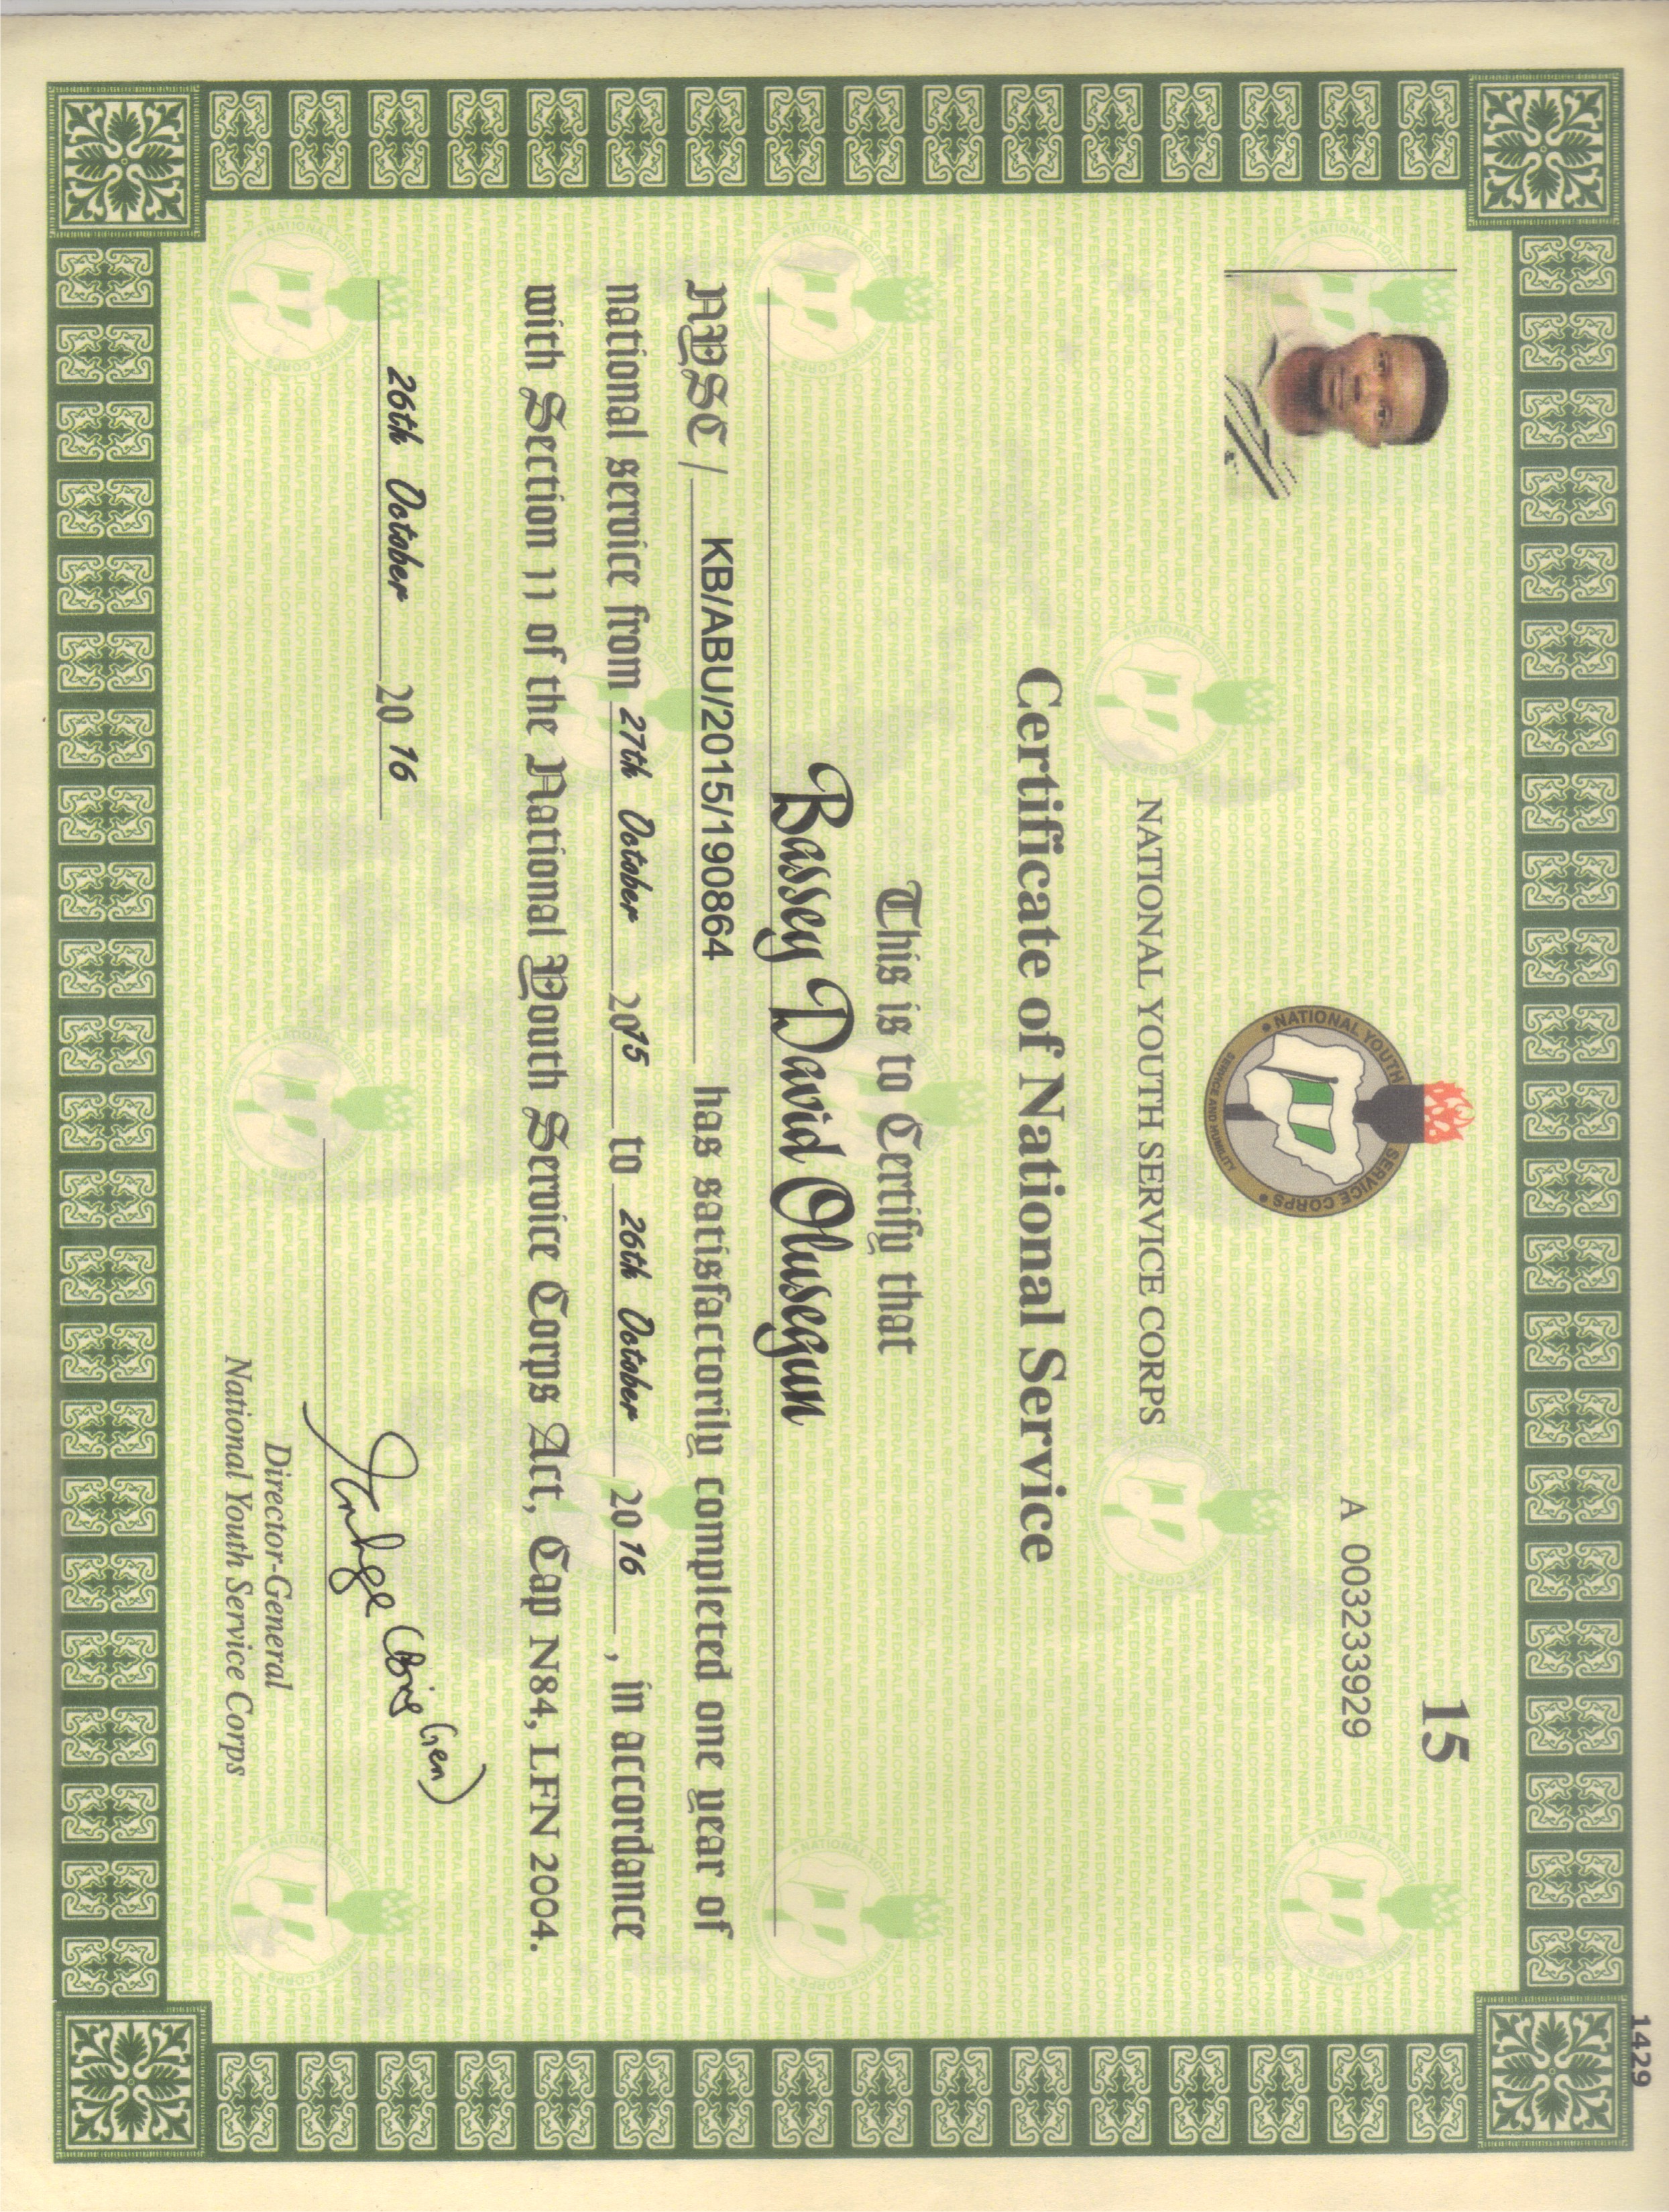 1429
15
A 003233929
NATIONAL YOUTH SERVICE CORPS
SERVICE AND HUMILITY
NATIONAL YOUTH SERVICE CORPS
Certificate of National Service
This is to Certify that
Bassey David Olusegun
NYSC / KB/ABU/2015/190864 has satisfactorily completed one year of
national service from 27th October 2015 to 26th October 2016, in accordance
with Section 11 of the National Youth Service Corps Act, Cap N84, LFN 2004.
26th October 2016
(Brig Gen)
Director-General
National Youth Service Corps